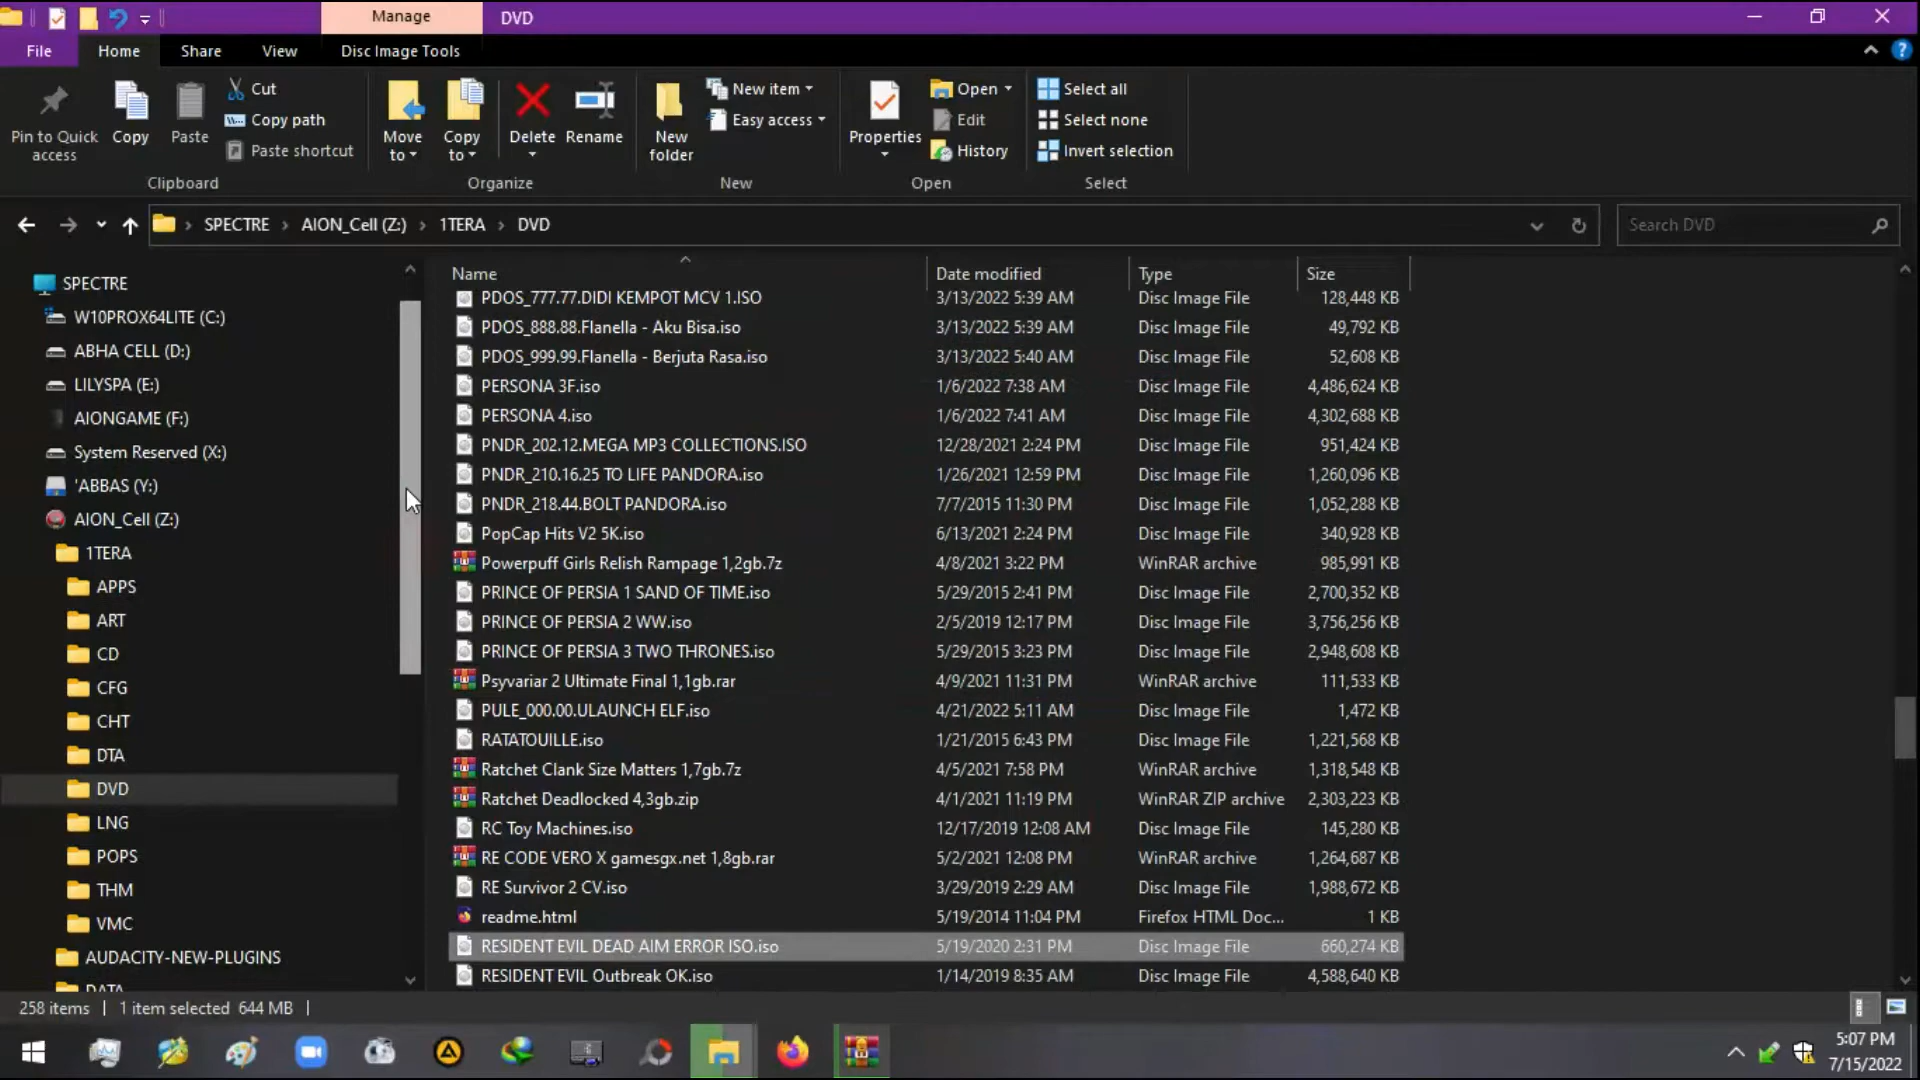 Manage
DVD
File
Home
Share
View
Disc Image Tools
Pin to Quick access
Copy
Paste
Cut
Copy path
Paste shortcut
Clipboard
Move to
Copy to
Delete
Rename
Organize
New folder
New item
Easy access
New
Properties
Open
Edit
History
Open
Select all
Select none
Invert selection
Select
SPECTRE › AION_Cell (Z:) › 1TERA › DVD
Search DVD
SPECTRE
W10PROX64LITE (C:)
ABHA CELL (D:)
LILYSPA (E:)
AIONGAME (F:)
System Reserved (X:)
'ABBAS (Y:)
AION_Cell (Z:)
1TERA
APPS
ART
CD
CFG
CHT
DTA
DVD
LNG
POPS
THM
VMC
AUDACITY-NEW-PLUGINS
DATA
Name Date modified Type Size
PDOS_777.77.DIDI KEMPOT MCV 1.ISO 3/13/2022 5:39 AM Disc Image File 128,448 KB
PDOS_888.88.Flanella - Aku Bisa.iso 3/13/2022 5:39 AM Disc Image File 49,792 KB
PDOS_999.99.Flanella - Berjuta Rasa.iso 3/13/2022 5:40 AM Disc Image File 52,608 KB
PERSONA 3F.iso 1/6/2022 7:38 AM Disc Image File 4,486,624 KB
PERSONA 4.iso 1/6/2022 7:41 AM Disc Image File 4,302,688 KB
PNDR_202.12.MEGA MP3 COLLECTIONS.ISO 12/28/2021 2:24 PM Disc Image File 951,424 KB
PNDR_210.16.25 TO LIFE PANDORA.iso 1/26/2021 12:59 PM Disc Image File 1,260,096 KB
PNDR_218.44.BOLT PANDORA.iso 7/7/2015 11:30 PM Disc Image File 1,052,288 KB
PopCap Hits V2 5K.iso 6/13/2021 2:24 PM Disc Image File 340,928 KB
Powerpuff Girls Relish Rampage 1,2gb.7z 4/8/2021 3:22 PM WinRAR archive 985,991 KB
PRINCE OF PERSIA 1 SAND OF TIME.iso 5/29/2015 2:41 PM Disc Image File 2,700,352 KB
PRINCE OF PERSIA 2 WW.iso 2/5/2019 12:17 PM Disc Image File 3,756,256 KB
PRINCE OF PERSIA 3 TWO THRONES.iso 5/29/2015 3:23 PM Disc Image File 2,948,608 KB
Psyvariar 2 Ultimate Final 1,1gb.rar 4/9/2021 11:31 PM WinRAR archive 111,533 KB
PULE_000.00.ULAUNCH ELF.iso 4/21/2022 5:11 AM Disc Image File 1,472 KB
RATATOUILLE.iso 1/21/2015 6:43 PM Disc Image File 1,221,568 KB
Ratchet Clank Size Matters 1,7gb.7z 4/5/2021 7:58 PM WinRAR archive 1,318,548 KB
Ratchet Deadlocked 4,3gb.zip 4/1/2021 11:19 PM WinRAR ZIP archive 2,303,223 KB
RC Toy Machines.iso 12/17/2019 12:08 AM Disc Image File 145,280 KB
RE CODE VERO X gamesgx.net 1,8gb.rar 5/2/2021 12:08 PM WinRAR archive 1,264,687 KB
RE Survivor 2 CV.iso 3/29/2019 2:29 AM Disc Image File 1,988,672 KB
readme.html 5/19/2014 11:04 PM Firefox HTML Doc... 1 KB
RESIDENT EVIL DEAD AIM ERROR ISO.iso 5/19/2020 2:31 PM Disc Image File 660,274 KB
RESIDENT EVIL Outbreak OK.iso 1/14/2019 8:35 AM Disc Image File 4,588,640 KB
258 items 1 item selected 644 MB
5:07 PM
7/15/2022